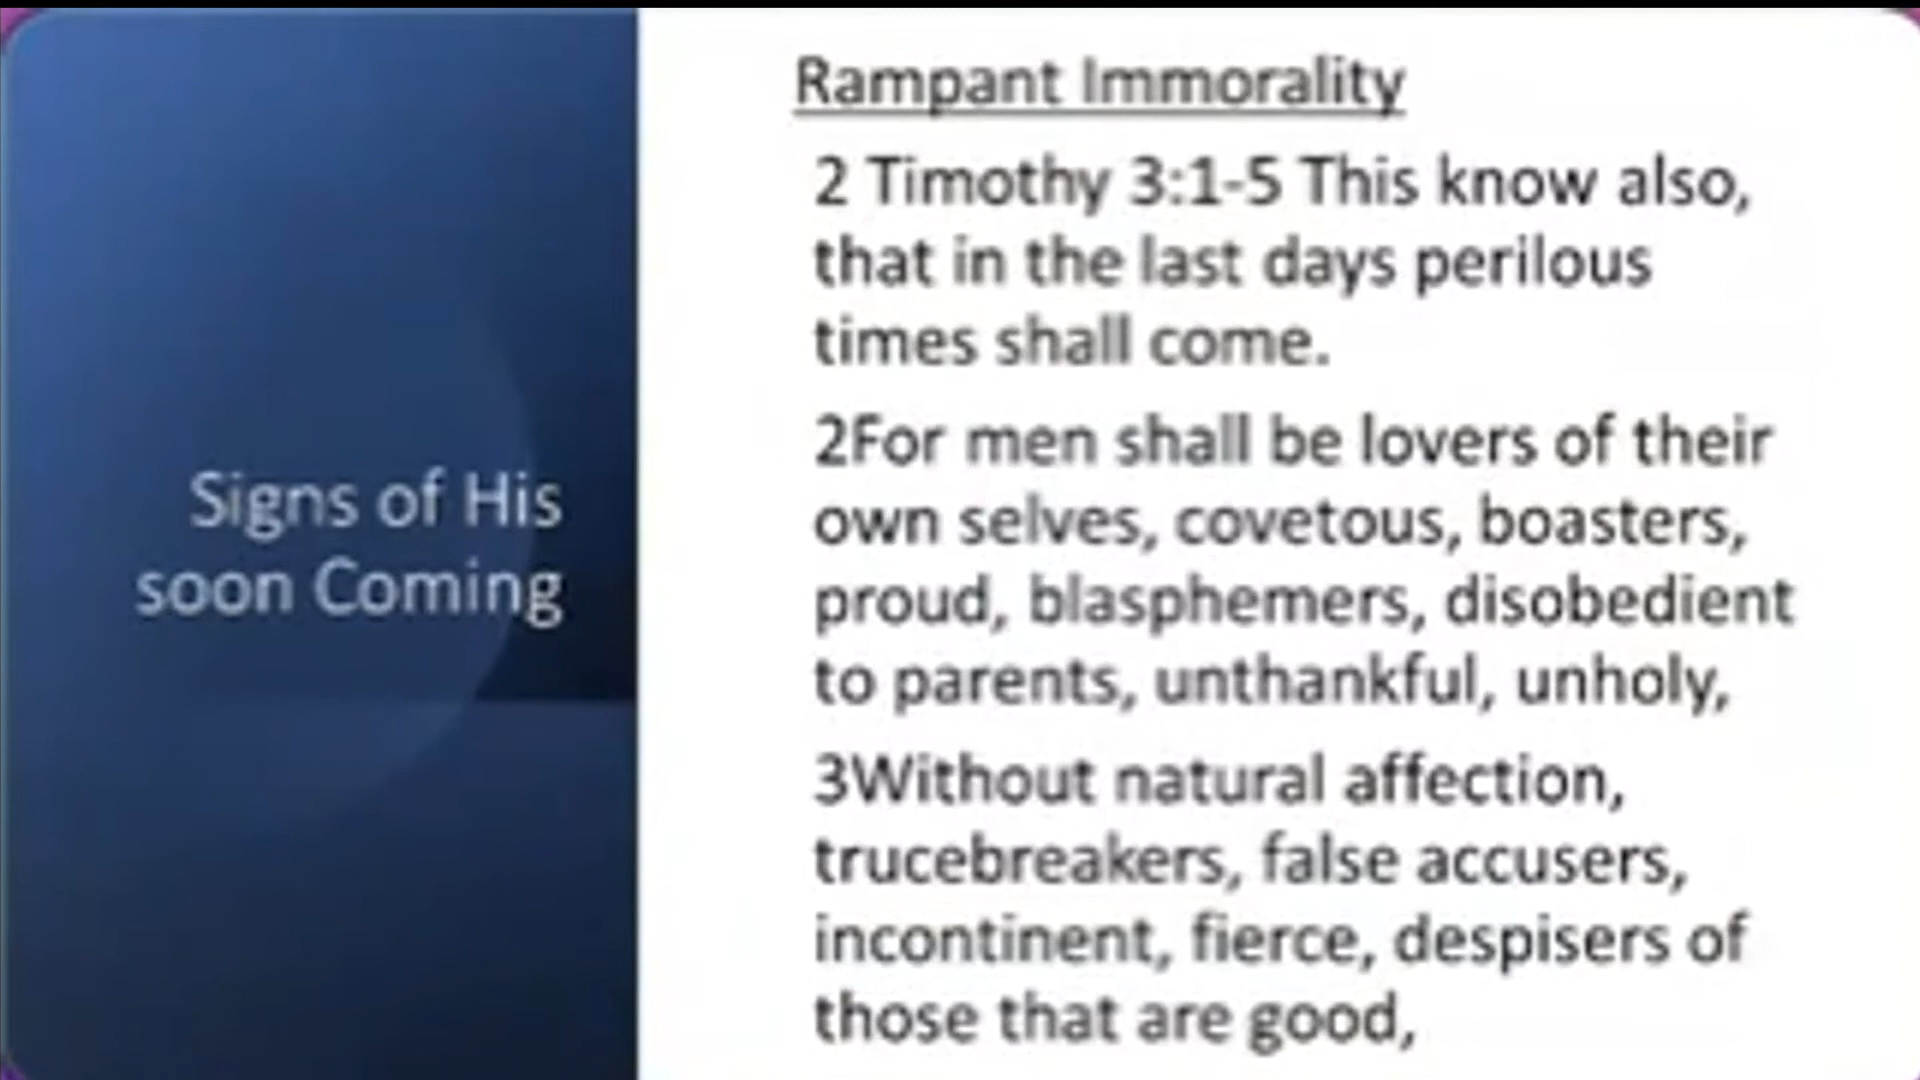 Signs of His
soon Coming
Rampant Immorality
2 Timothy 3:1-5 This know also,
that in the last days perilous
times shall come.
2For men shall be lovers of their
own selves, covetous, boasters,
proud, blasphemers, disobedient
to parents, unthankful, unholy,
3Without natural affection,
trucebreakers, false accusers,
incontinent, fierce, despisers of
those that are good,